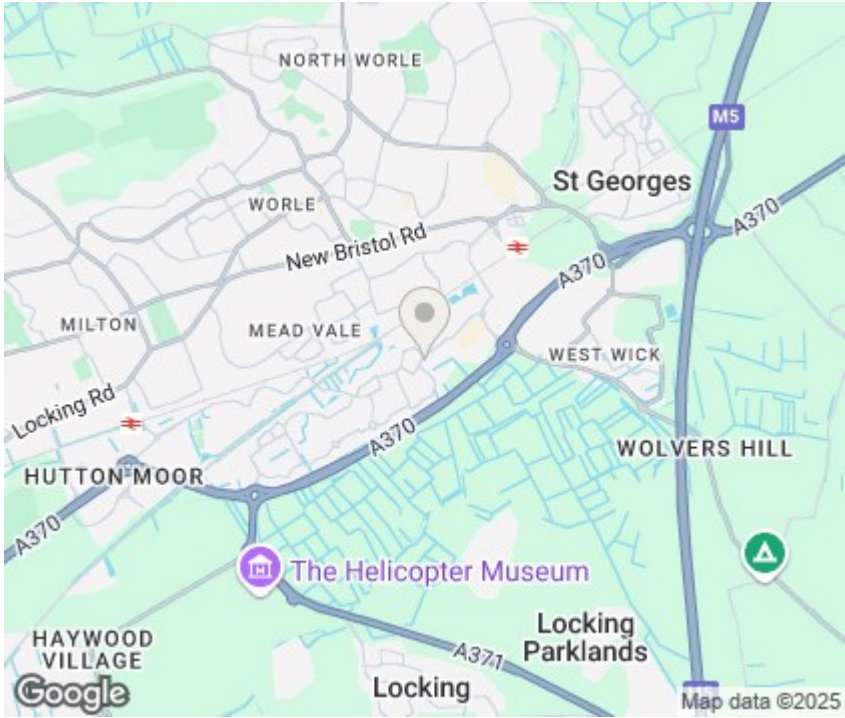 NORTH WORLE
M5
St Georges
WORLE
A370
New Bristol Rd
A370
MILTON
MEAD VALE
WEST WICK
Locking Rd
A370
WOLVERS HILL
HUTTON MOOR
A370
The Helicopter Museum
Locking
Parklands
HAYWOOD
VILLAGE
A371
Locking
Google
M5
Map data ©2025